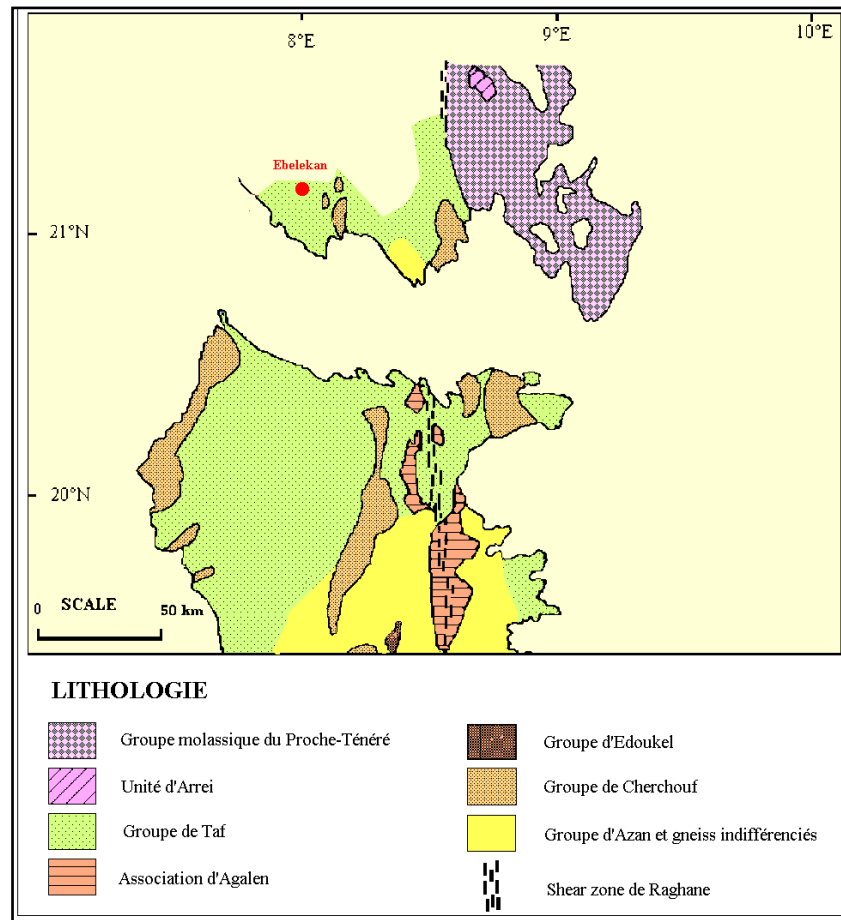 8°E
9°E
10°E
Ebelekan
21°N
20°N
0 SCALE 50 km
LITHOLOGIE
Groupe molassique du Proche-Ténéré
Unité d'Arrei
Groupe de Taf
Association d'Agalen
Groupe d'Edoukel
Groupe de Cherchouf
Groupe d'Azan et gneiss indifférenciés
Shear zone de Raghane